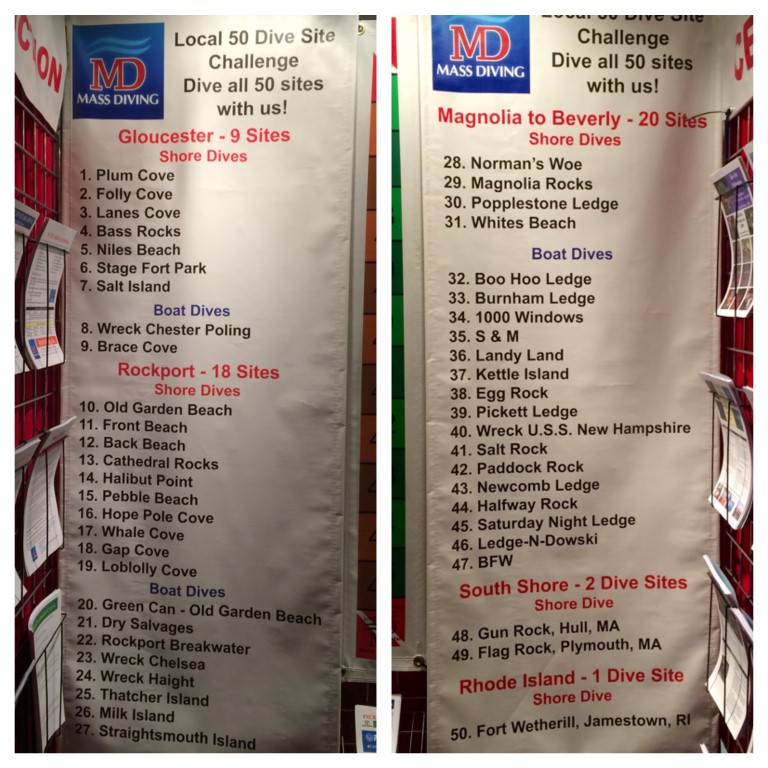 CTION
MD
MASS DIVING
Local 50 Dive Site
Challenge
Dive all 50 sites
with us!
Gloucester - 9 Sites
Shore Dives
1. Plum Cove
2. Folly Cove
3. Lanes Cove
4. Bass Rocks
5. Niles Beach
6. Stage Fort Park
7. Salt Island
Boat Dives
8. Wreck Chester Poling
9. Brace Cove
Rockport - 18 Sites
Shore Dives
10. Old Garden Beach
11. Front Beach
12. Back Beach
13. Cathedral Rocks
14. Halibut Point
15. Pebble Beach
16. Hope Pole Cove
17. Whale Cove
18. Gap Cove
19. Loblolly Cove
Boat Dives
20. Green Can - Old Garden Beach
21. Dry Salvages
22. Rockport Breakwater
23. Wreck Chelsea
24. Wreck Haight
25. Thatcher Island
26. Milk Island
27. Straightsmouth Island
MD
MASS DIVING
Local 50 Dive Site
Challenge
Dive all 50 sites
with us!
Magnolia to Beverly - 20 Sites
Shore Dives
28. Norman's Woe
29. Magnolia Rocks
30. Popplestone Ledge
31. Whites Beach
Boat Dives
32. Boo Hoo Ledge
33. Burnham Ledge
34. 1000 Windows
35. S & M
36. Landy Land
37. Kettle Island
38. Egg Rock
39. Pickett Ledge
40. Wreck U.S.S. New Hampshire
41. Salt Rock
42. Paddock Rock
43. Newcomb Ledge
44. Halfway Rock
45. Saturday Night Ledge
46. Ledge-N-Dowski
47. BFW
South Shore - 2 Dive Sites
Shore Dive
48. Gun Rock, Hull, MA
49. Flag Rock, Plymouth, MA
Rhode Island - 1 Dive Site
Shore Dive
50. Fort Wetherill, Jamestown, RI